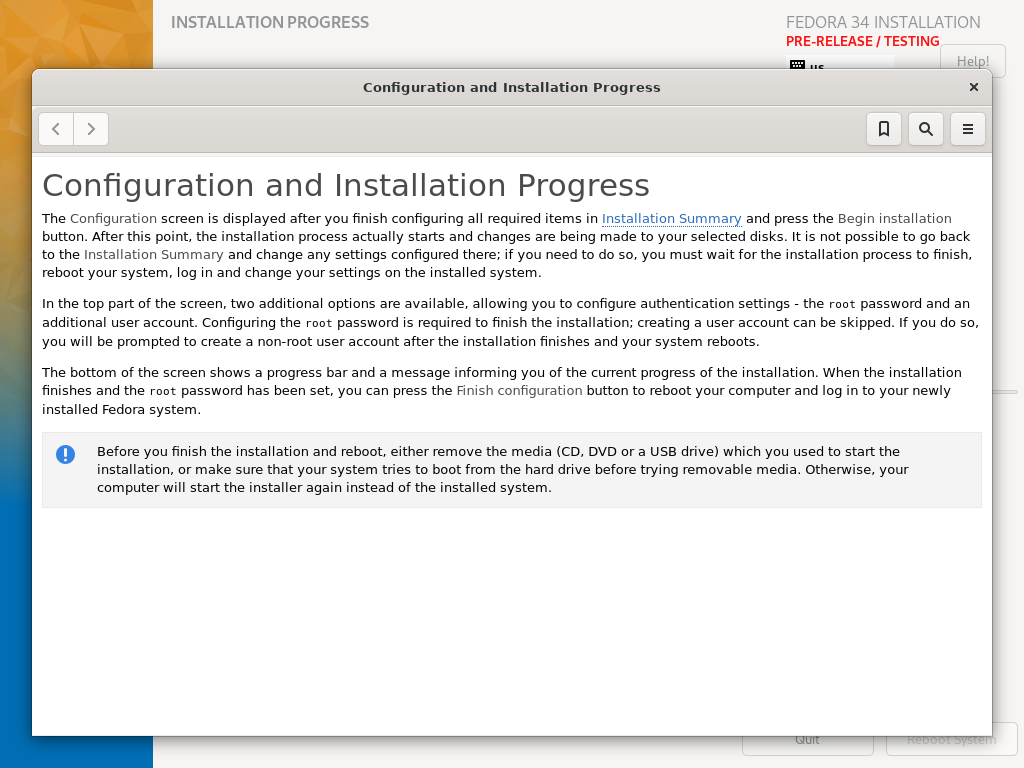 INSTALLATION PROGRESS
FEDORA 34 INSTALLATION
PRE-RELEASE / TESTING
us
Help!
Configuration and Installation Progress
Configuration and Installation Progress
The Configuration screen is displayed after you finish configuring all required items in Installation Summary and press the Begin installation
button. After this point, the installation process actually starts and changes are being made to your selected disks. It is not possible to go back
to the Installation Summary and change any settings configured there; if you need to do so, you must wait for the installation process to finish,
reboot your system, log in and change your settings on the installed system.
In the top part of the screen, two additional options are available, allowing you to configure authentication settings - the root password and an
additional user account. Configuring the root password is required to finish the installation; creating a user account can be skipped. If you do so,
you will be prompted to create a non-root user account after the installation finishes and your system reboots.
The bottom of the screen shows a progress bar and a message informing you of the current progress of the installation. When the installation
finishes and the root password has been set, you can press the Finish configuration button to reboot your computer and log in to your newly
installed Fedora system.
Before you finish the installation and reboot, either remove the media (CD, DVD or a USB drive) which you used to start the
installation, or make sure that your system tries to boot from the hard drive before trying removable media. Otherwise, your
computer will start the installer again instead of the installed system.
Quit
Reboot System